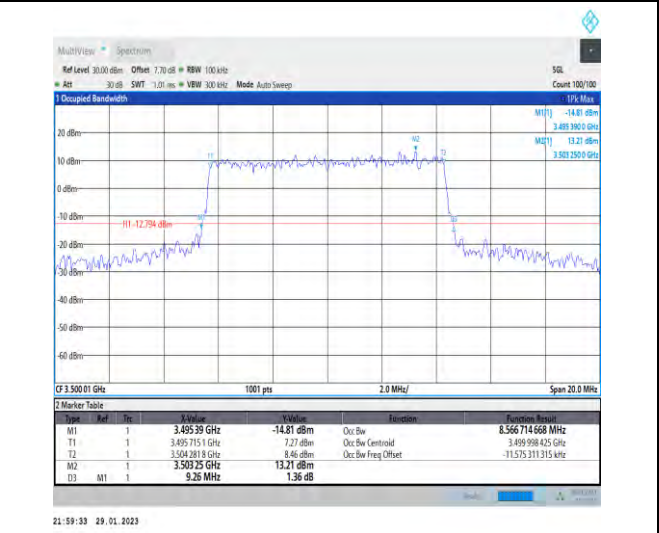 MultiView Spectrum
Ref Level 30.00 dBm Offset 7.70 dB RBW 100 kHz SGL
Att 30 dB SWT 1.01 ms VBW 300 kHz Mode Auto Sweep Count 100/100
1 Occupied Bandwidth 1Pk Max
M1[1] -14.81 dBm
3.495 390 0 GHz
M2[1] 13.21 dBm
3.503 250 0 GHz
20 dBm
M2
T1 T2
10 dBm
0 dBm
-10 dBm
H1 -12.794 dBm
-20 dBm
-30 dBm
-40 dBm
-50 dBm
-60 dBm
CF 3.500 01 GHz 1001 pts 2.0 MHz/ Span 20.0 MHz
2 Marker Table
Type Ref Trc X-Value Y-Value Function Function Result
M1 1 3.495 39 GHz -14.81 dBm Occ Bw 8.566 714 668 MHz
T1 1 3.495 715 1 GHz 7.27 dBm Occ Bw Centroid 3.499 998 425 GHz
T2 1 3.504 281 8 GHz 8.46 dBm Occ Bw Freq Offset -11.575 311 315 kHz
M2 1 3.503 25 GHz 13.21 dBm
D3 M1 1 9.26 MHz 1.36 dB
21:59:33 29.01.2023